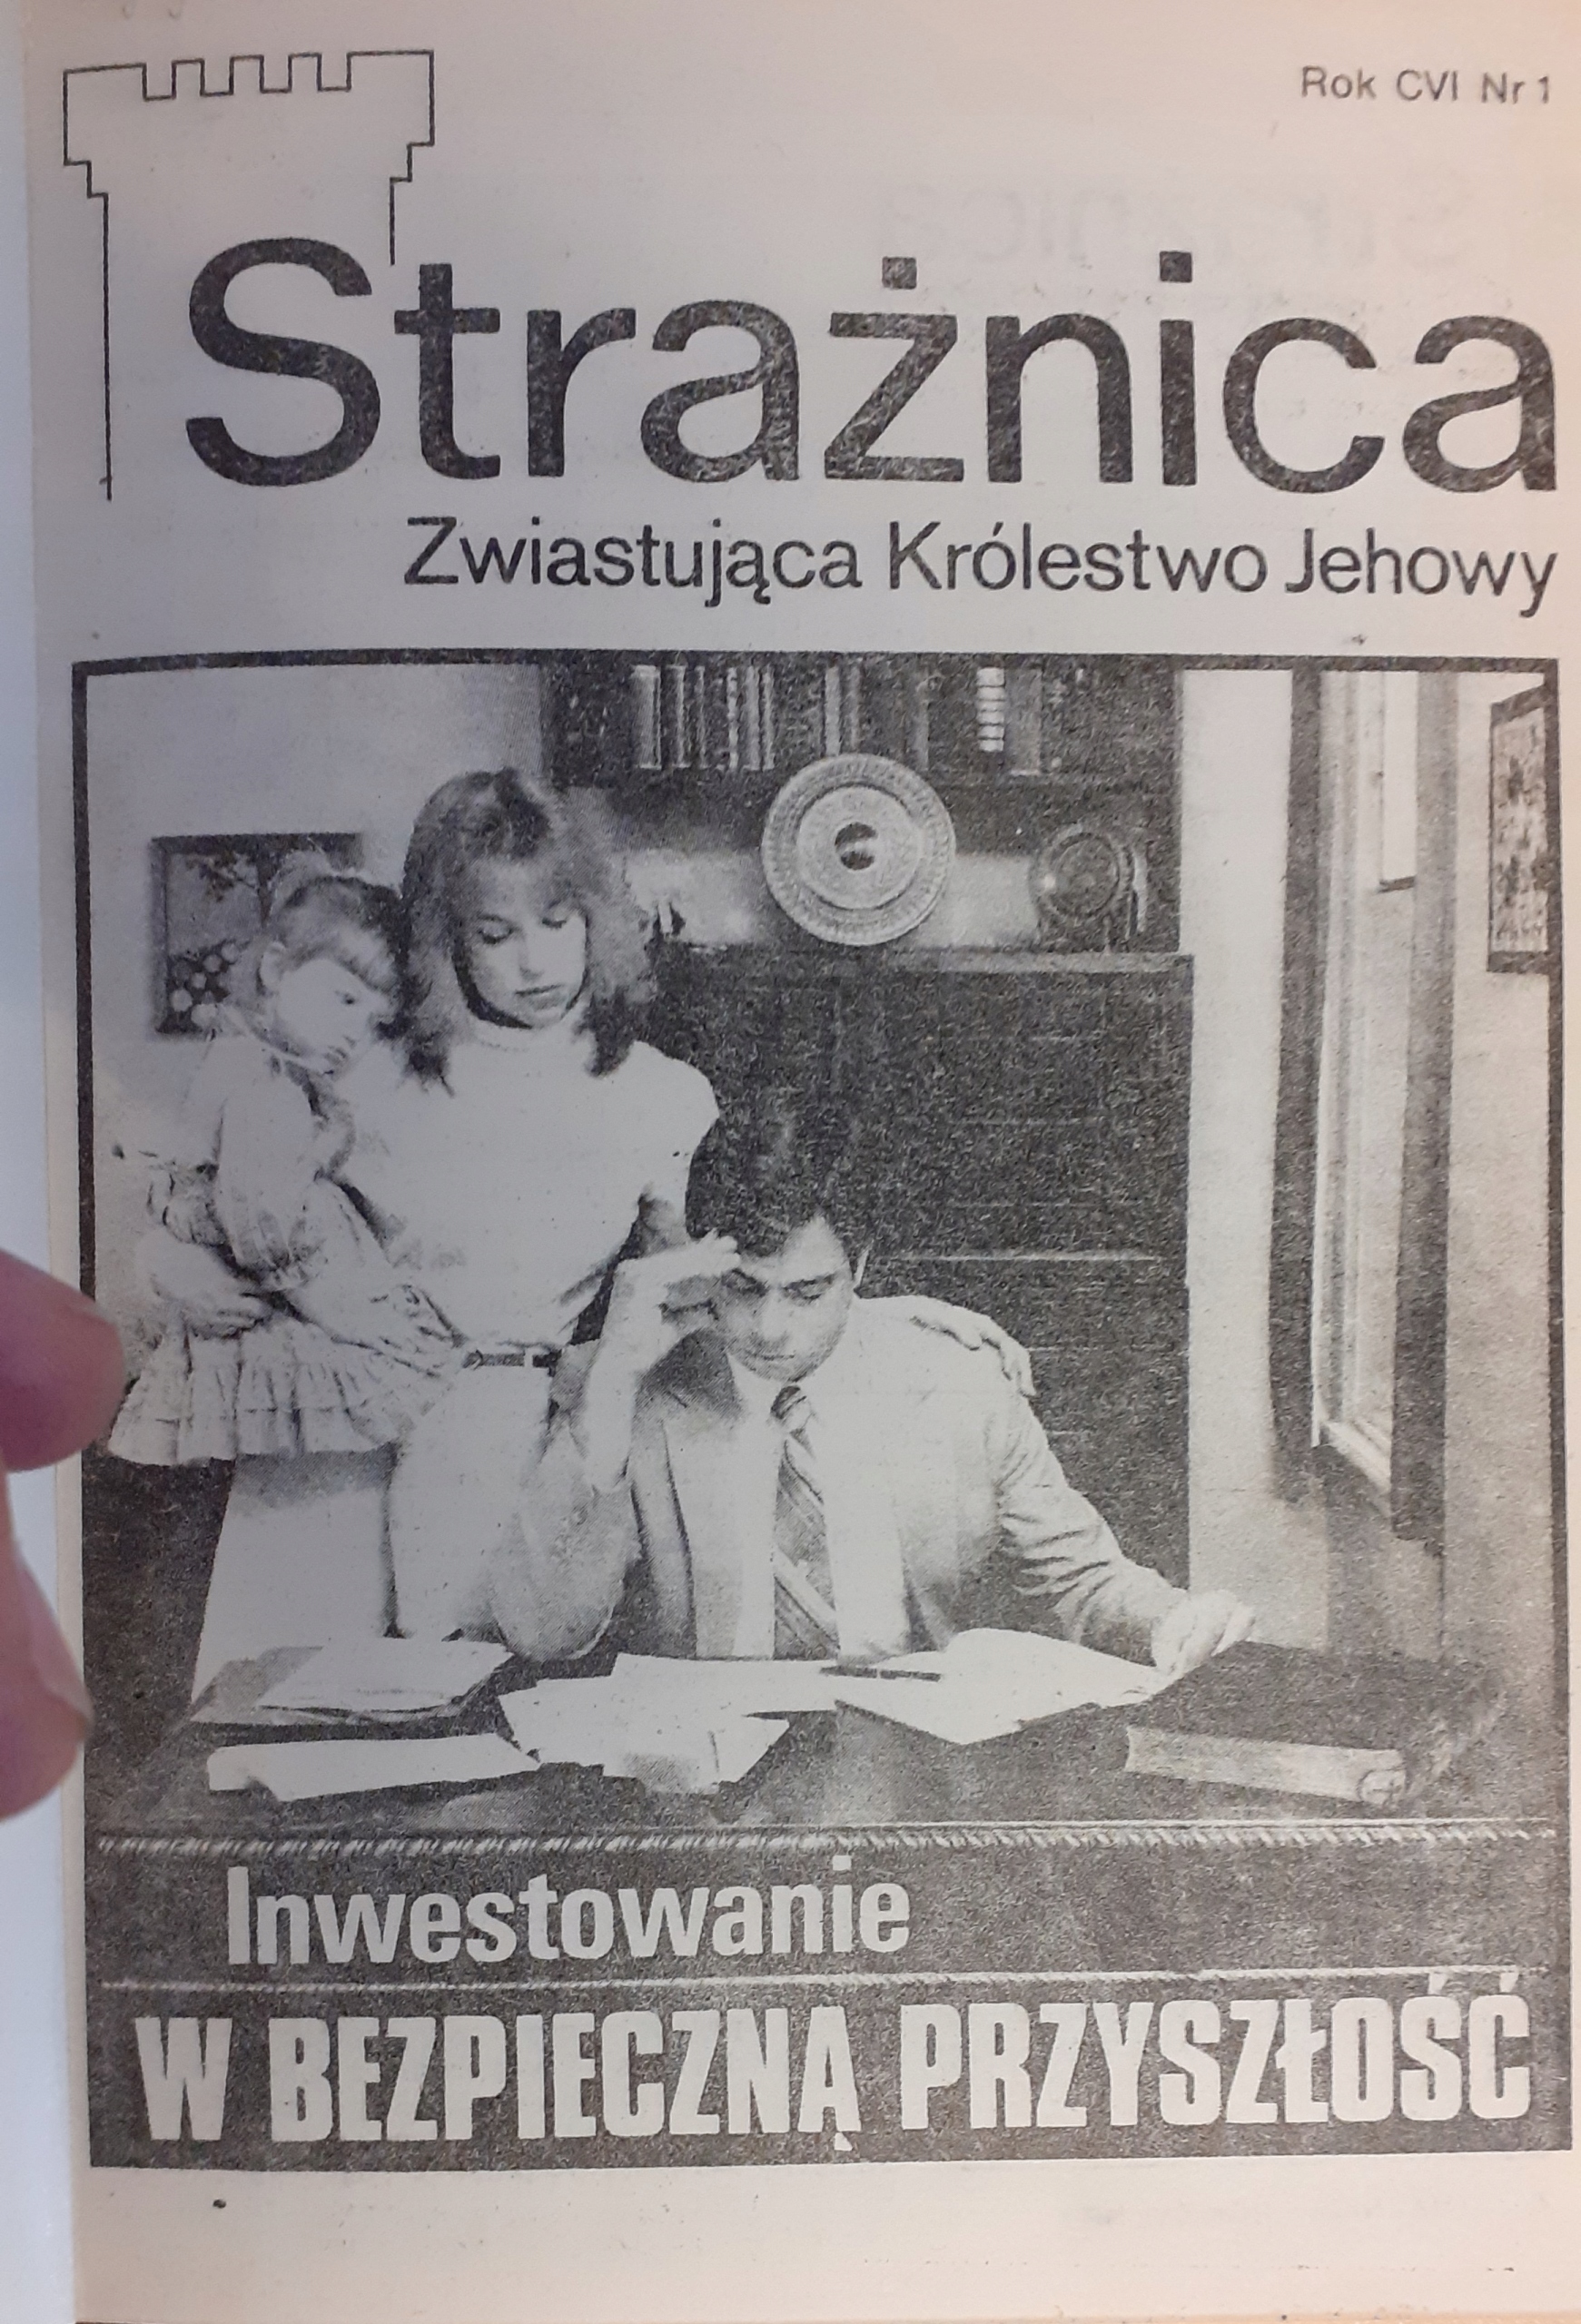 Rok CVI Nr 1
Strażnica
Zwiastująca Królestwo Jehowy
Inwestowanie
W BEZPIECZNĄ PRZYSZŁOŚĆ